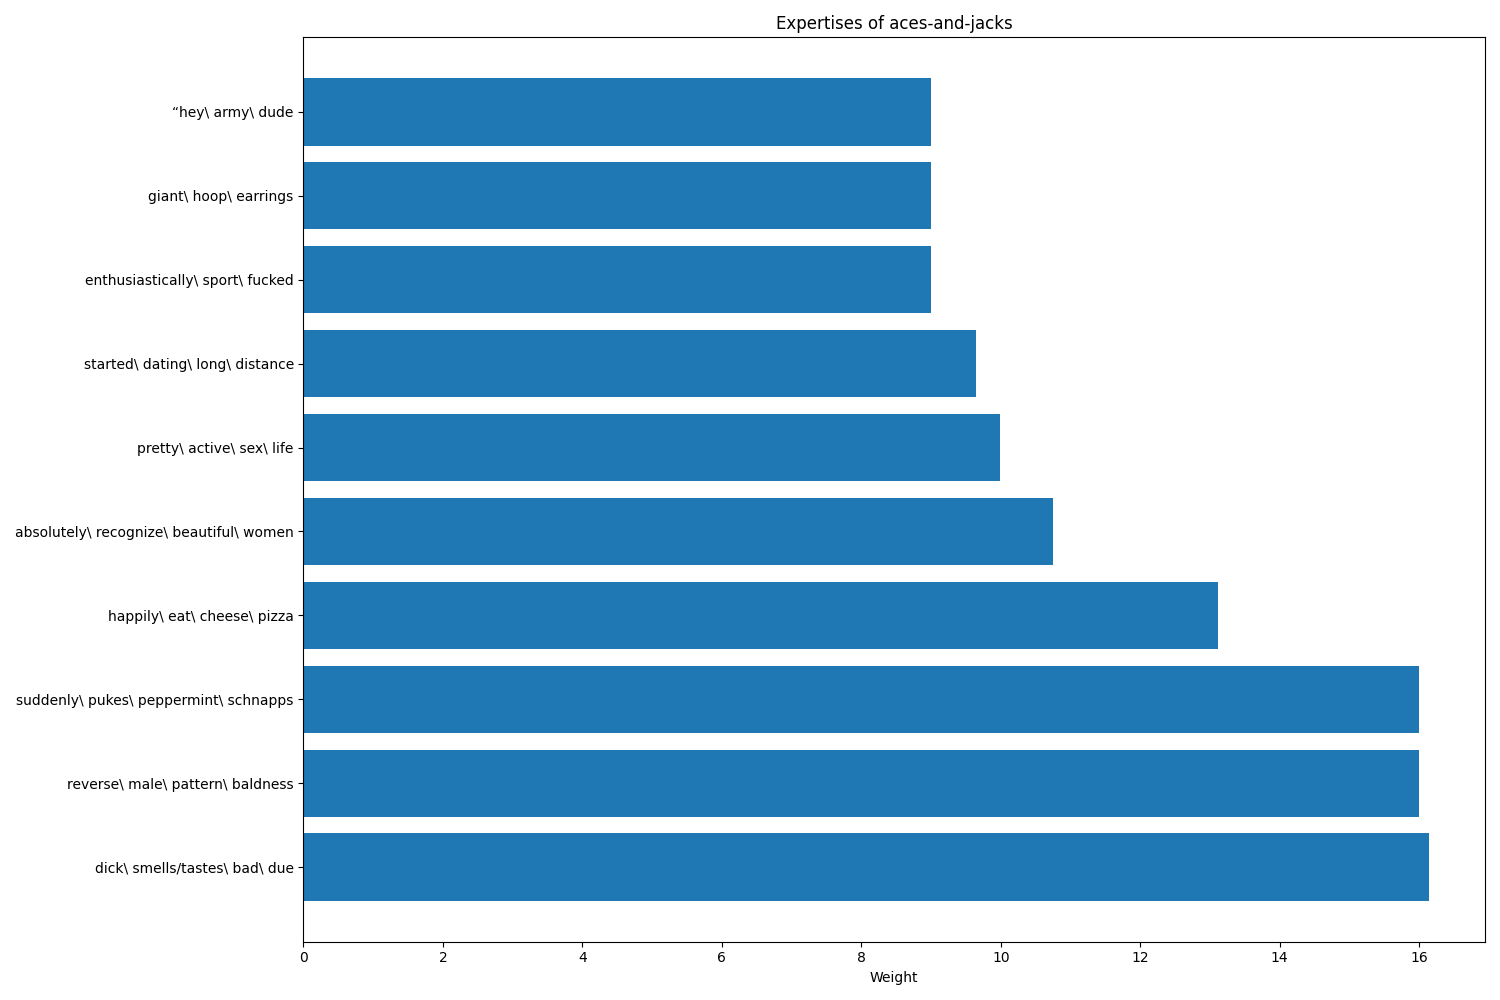 Expertises of aces-and-jacks
“hey\ army\ dude
giant\ hoop\ earrings
enthusiastically\ sport\ fucked
started\ dating\ long\ distance
pretty\ active\ sex\ life
absolutely\ recognize\ beautiful\ women
happily\ eat\ cheese\ pizza
suddenly\ pukes\ peppermint\ schnapps
reverse\ male\ pattern\ baldness
dick\ smells/tastes\ bad\ due
0 2 4 6 8 10 12 14 16
Weight